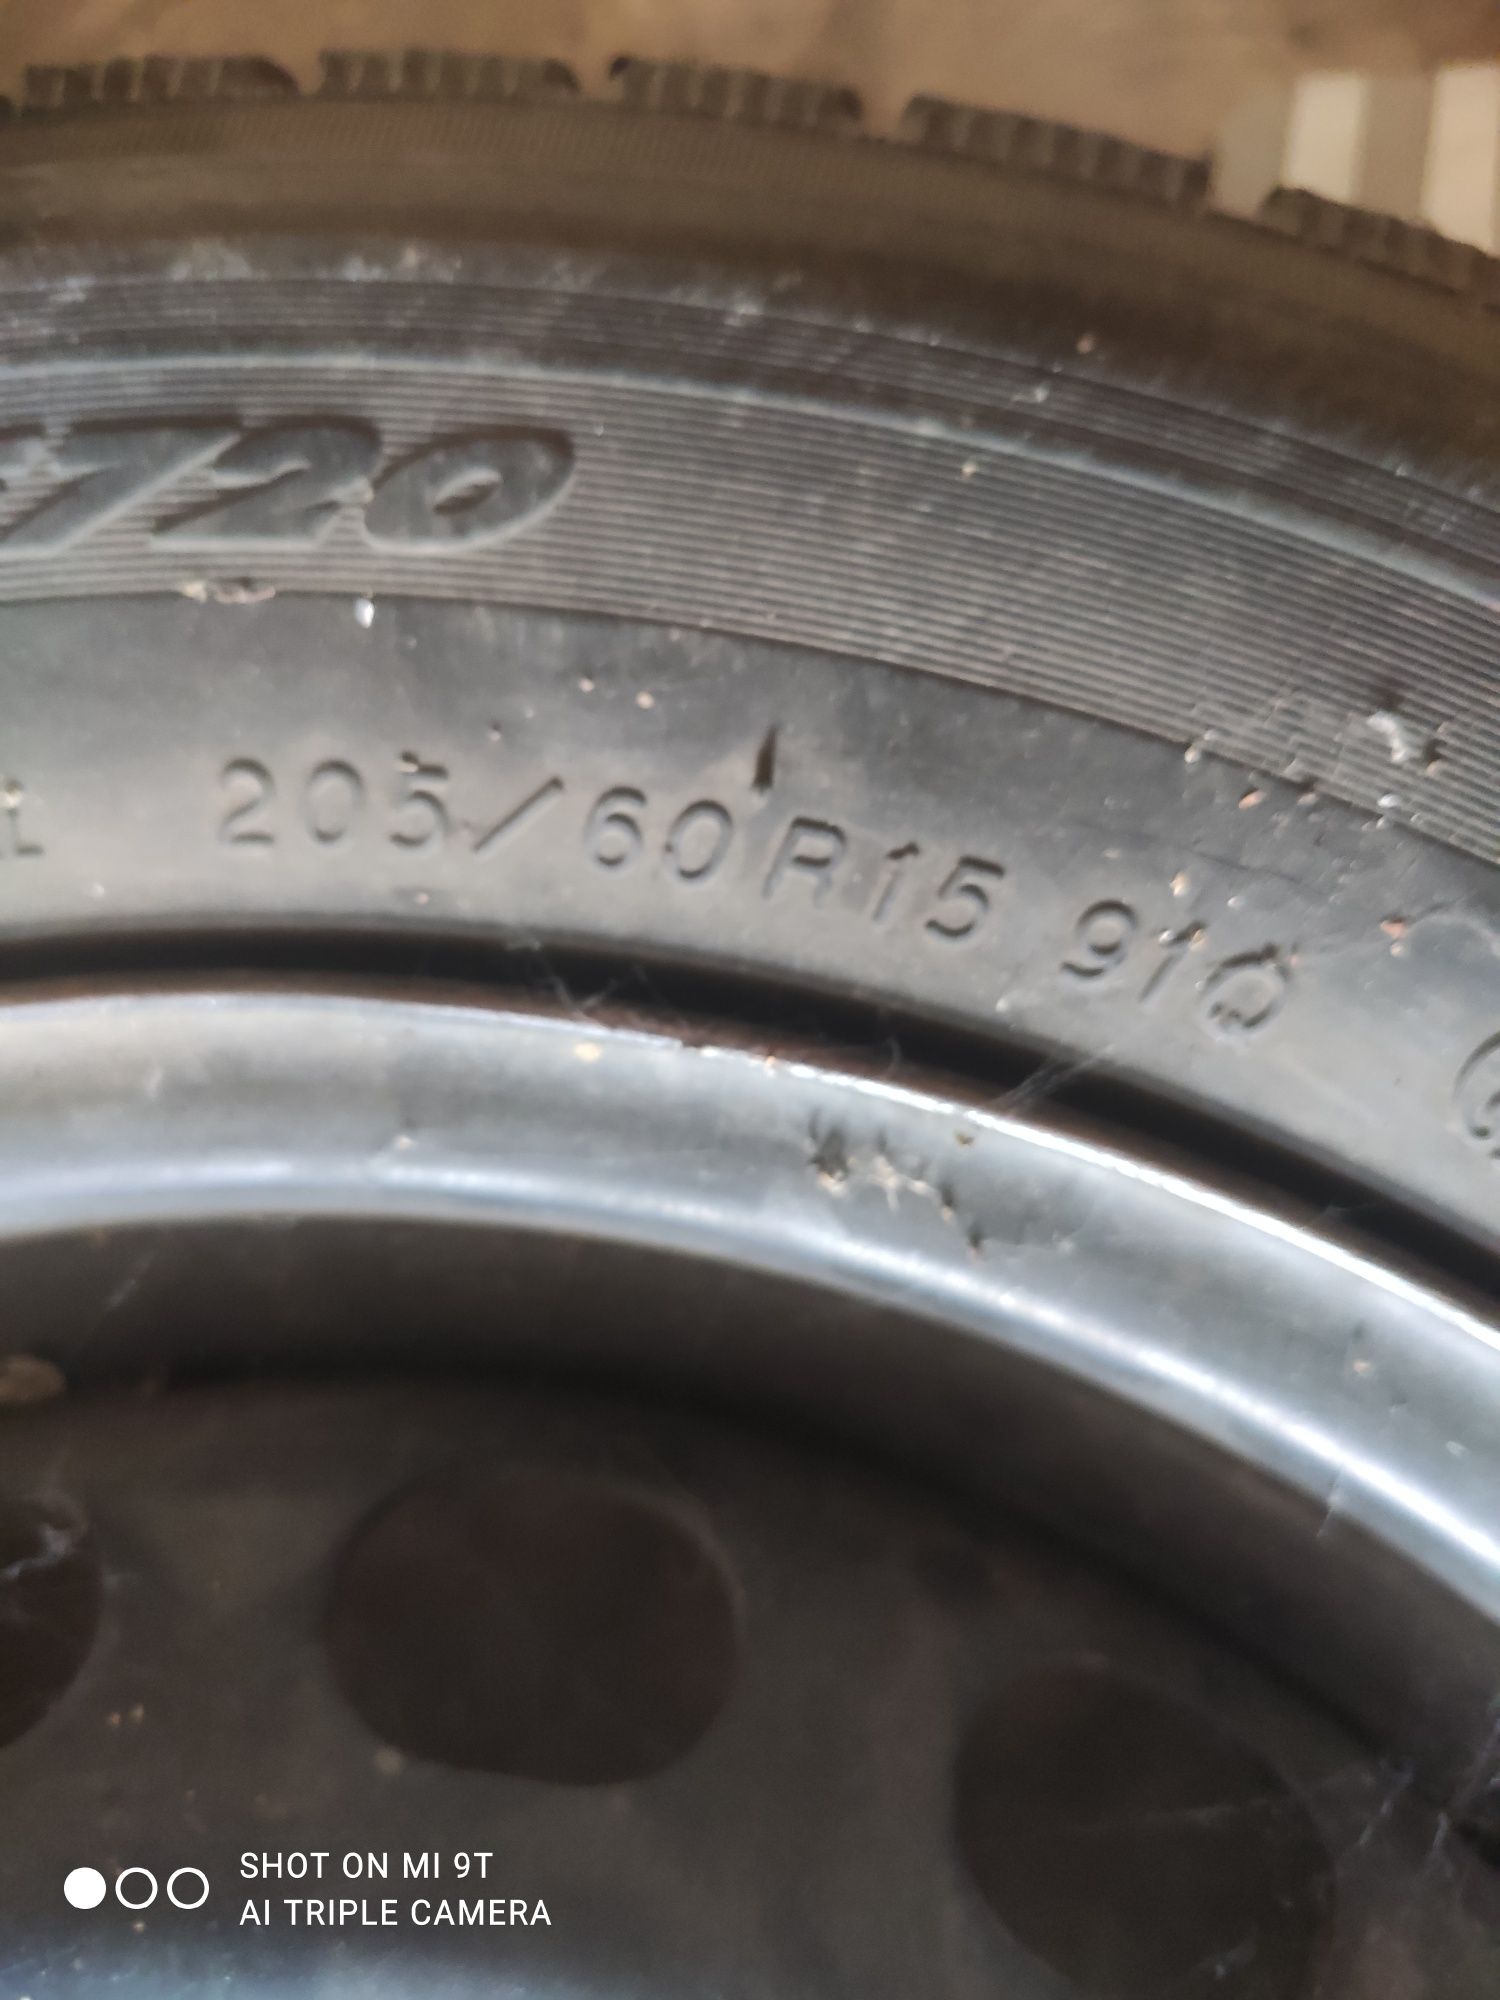 720
205/60R15 91Q
SHOT ON MI 9T
AI TRIPLE CAMERA